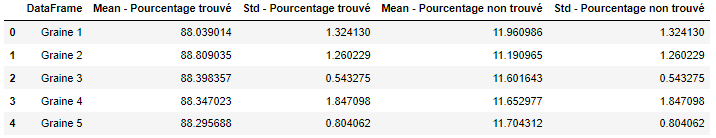 DataFrame Mean - Pourcentage trouvé Std - Pourcentage trouvé Mean - Pourcentage non trouvé Std - Pourcentage non trouvé
0 Graine 1 88.039014 1.324130 11.960986 1.324130
1 Graine 2 88.809035 1.260229 11.190965 1.260229
2 Graine 3 88.398357 0.543275 11.601643 0.543275
3 Graine 4 88.347023 1.847098 11.652977 1.847098
4 Graine 5 88.295688 0.804062 11.704312 0.804062